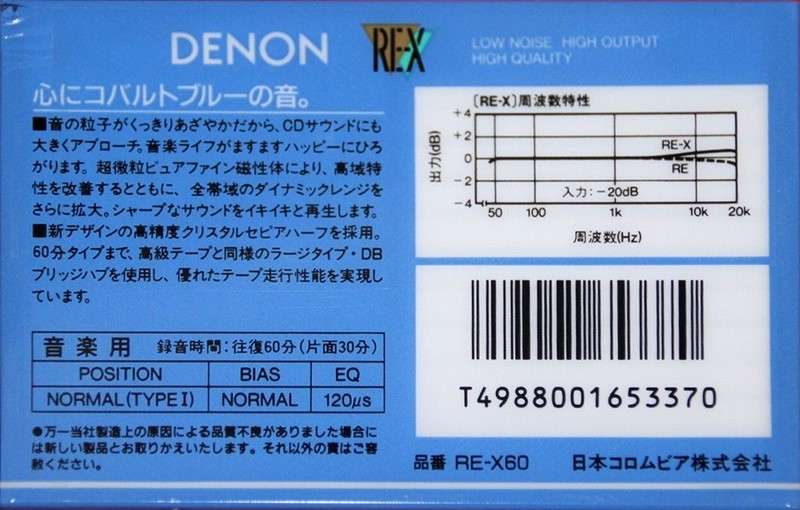 DENON RE-X LOW NOISE HIGH OUTPUT
HIGH QUALITY
心にコバルトブルーの音。
■音の粒子がくっきりあざやかだから、CDサウンドにも
大きくアプローチ。音楽ライフがますますハッピーにひろ
がります。超微粒ピュアファイン磁性体により、高域特
性を改善するとともに、全帯域のダイナミックレンジを
さらに拡大。シャープなサウンドをイキイキと再生します。
■新デザインの高精度クリスタルセピアハーフを採用。
60分タイプまで、高級テープと同様のラージタイプ・DB
ブリッジハブを使用し、優れたテープ走行性能を実現し
ています。
音楽用 録音時間:往復60分(片面30分)
POSITION BIAS EQ
NORMAL(TYPEⅠ) NORMAL 120μs
●万一当社製造上の原因による品質不良がありました場合に
は新しい製品とお取りかえいたします。それ以外の責はご容
赦ください。
〔RE-X〕周波数特性
出力(dB)
+4
+2
0
−2
−4
RE-X
RE
入力:−20dB
50 100 1k 10k 20k
周波数(Hz)
T4988001653370
品番 RE-X60 日本コロムビア株式会社